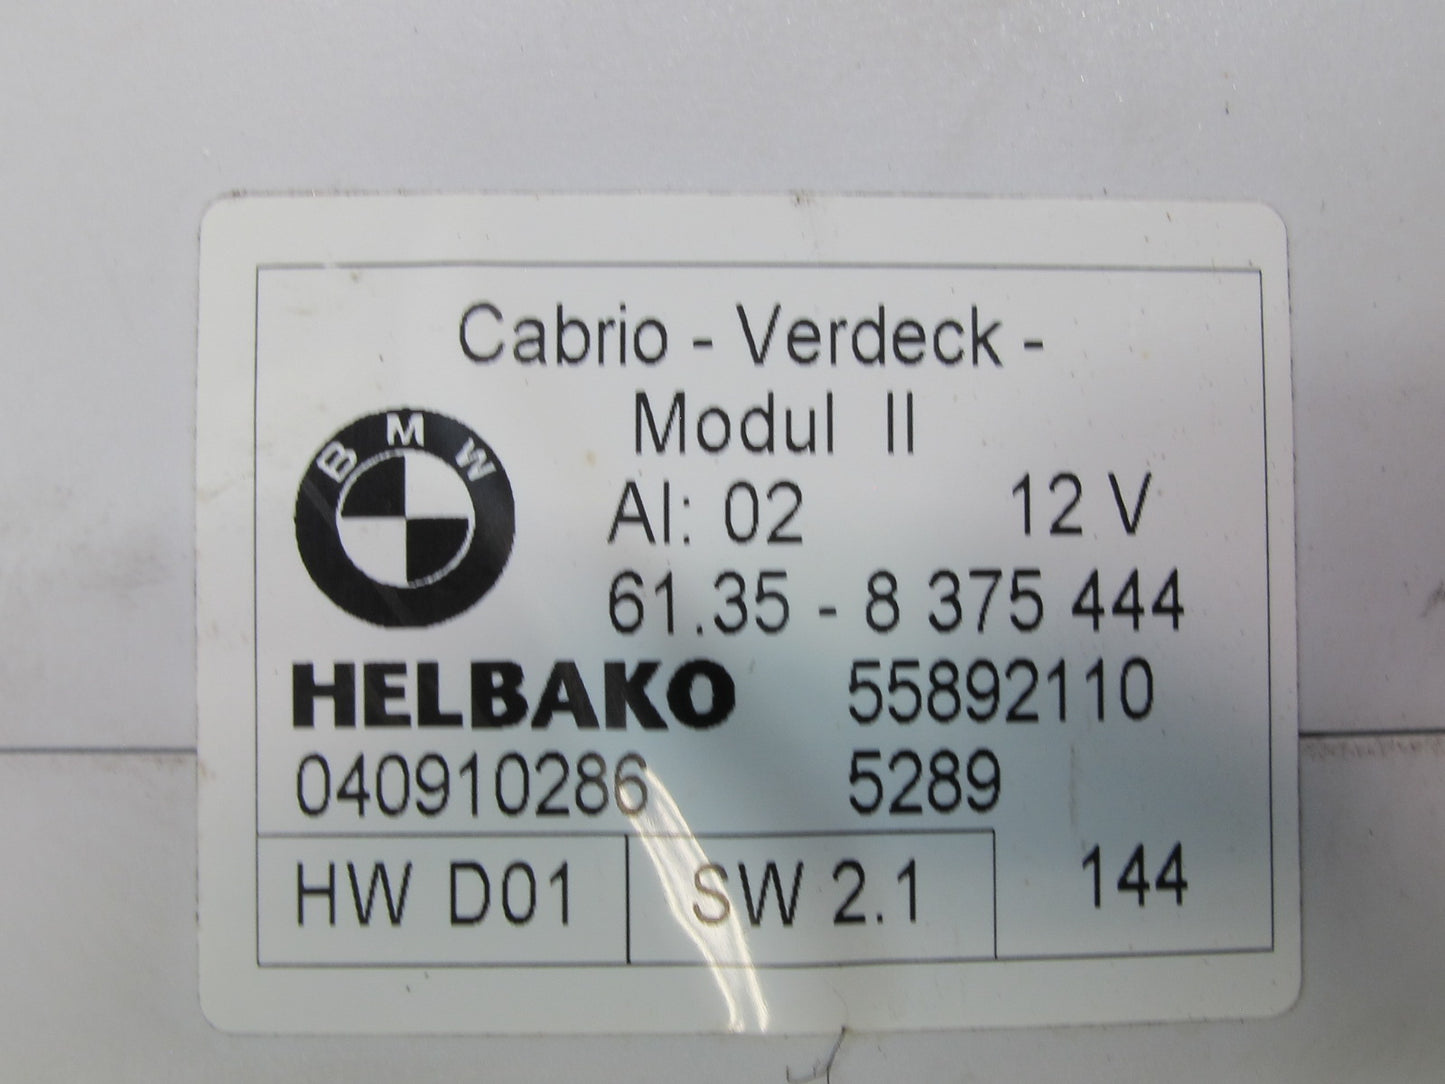 Cabrio - Verdeck -
Modul II
BMW
AI: 02 12 V
61.35 - 8 375 444
HELBAKO 55892110
040910286 5289
HW D01 SW 2.1 144